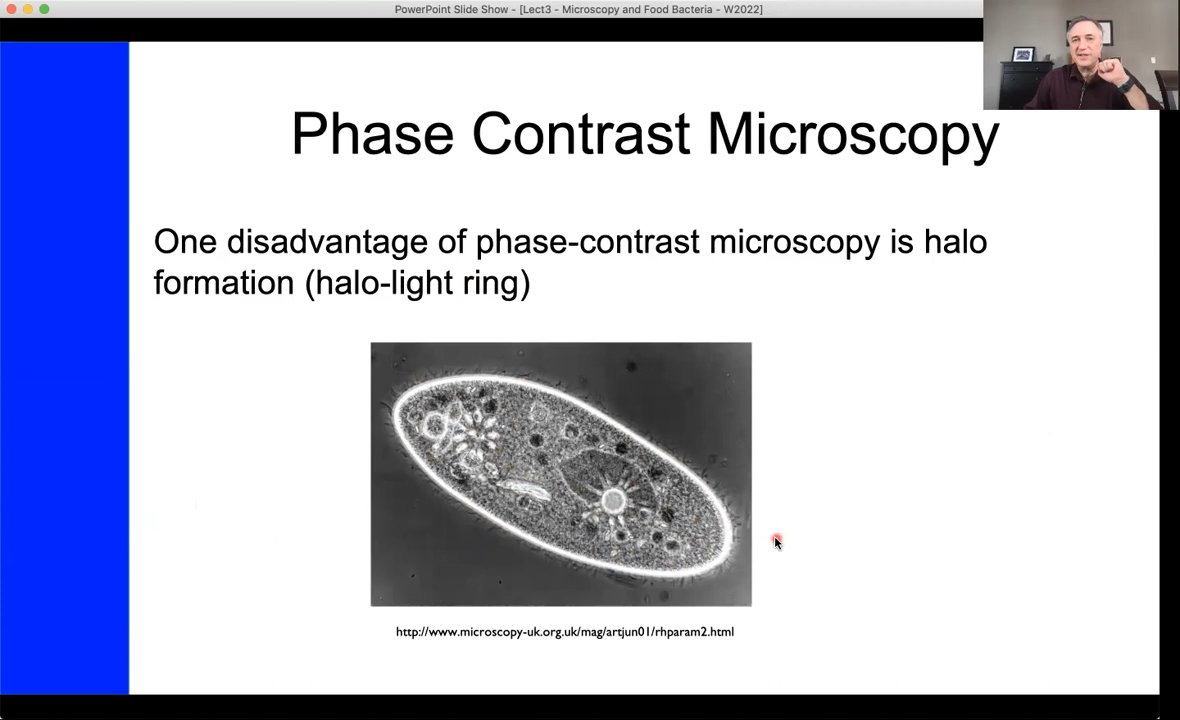 PowerPoint Slide Show - [Lect3 - Microscopy and Food Bacteria - W2022]
Phase Contrast Microscopy
One disadvantage of phase-contrast microscopy is halo
formation (halo-light ring)
http://www.microscopy-uk.org.uk/mag/artjun01/rhparam2.html